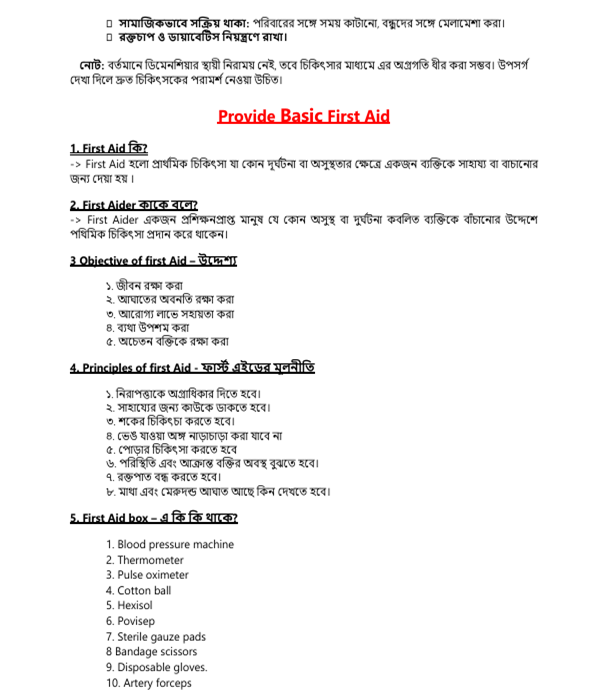 ▯ সামাজিকভাবে সক্রিয় থাকা: পরিবারের সঙ্গে সময় কাটানো, বন্ধুদের সঙ্গে মেলামেশা করা।
▯ রক্তচাপ ও ডায়াবেটিস নিয়ন্ত্রণে রাখা।
নোট: বর্তমানে ডিমেনশিয়ার স্থায়ী নিরাময় নেই, তবে চিকিৎসার মাধ্যমে এর অগ্রগতি ধীর করা সম্ভব। উপসর্গ
দেখা দিলে দ্রুত চিকিৎসকের পরামর্শ নেওয়া উচিত।
Provide Basic First Aid
1. First Aid কি?
-> First Aid হলো প্রাথমিক চিকিৎসা যা কোন দূর্ঘটনা বা অসুস্থতার ক্ষেত্রে একজন ব্যক্তিকে সাহায্য বা বাচানোর
জন্য দেয়া হয় ।
2. First Aider কাকে বলে?
-> First Aider একজন প্রশিক্ষনপ্রাপ্ত মানুষ যে কোন অসুস্থ বা দুর্ঘটনা কবলিত ব্যক্তিকে বাঁচানোর উদ্দেশে
পথিমিক চিকিৎসা প্রদান করে থাকেন।
3 Objective of first Aid – উদ্দেশ্য
১. জীবন রক্ষা করা
২. আঘাতের অবনতি রক্ষা করা
৩. আরোগ্য লাভে সহায়তা করা
৪. ব্যথা উপশম করা
৫. অচেতন বক্তিকে রক্ষা করা
4. Principles of first Aid - ফার্স্ট এইডের মূলনীতি
১. নিরাপত্তাকে অগ্রাধিকার দিতে হবে।
২. সাহায্যের জন্য কাউকে ডাকতে হবে।
৩. শকের চিকিৎচা করতে হবে।
৪. ভেঙ যাওয়া অঙ্গ নাড়াচাড়া করা যাবে না
৫. পোড়ার চিকিৎসা করতে হবে
৬. পরিস্থিতি এবং আক্রান্ত বক্তির অবস্থ বুঝতে হবে।
৭. রক্তপাত বন্ধ করতে হবে।
৮. মাথা এবং মেরুদন্ড আঘাত আছে কিন দেখতে হবে।
5. First Aid box – এ কি কি থাকে?
1. Blood pressure machine
2. Thermometer
3. Pulse oximeter
4. Cotton ball
5. Hexisol
6. Povisep
7. Sterile gauze pads
8 Bandage scissors
9. Disposable gloves.
10. Artery forceps